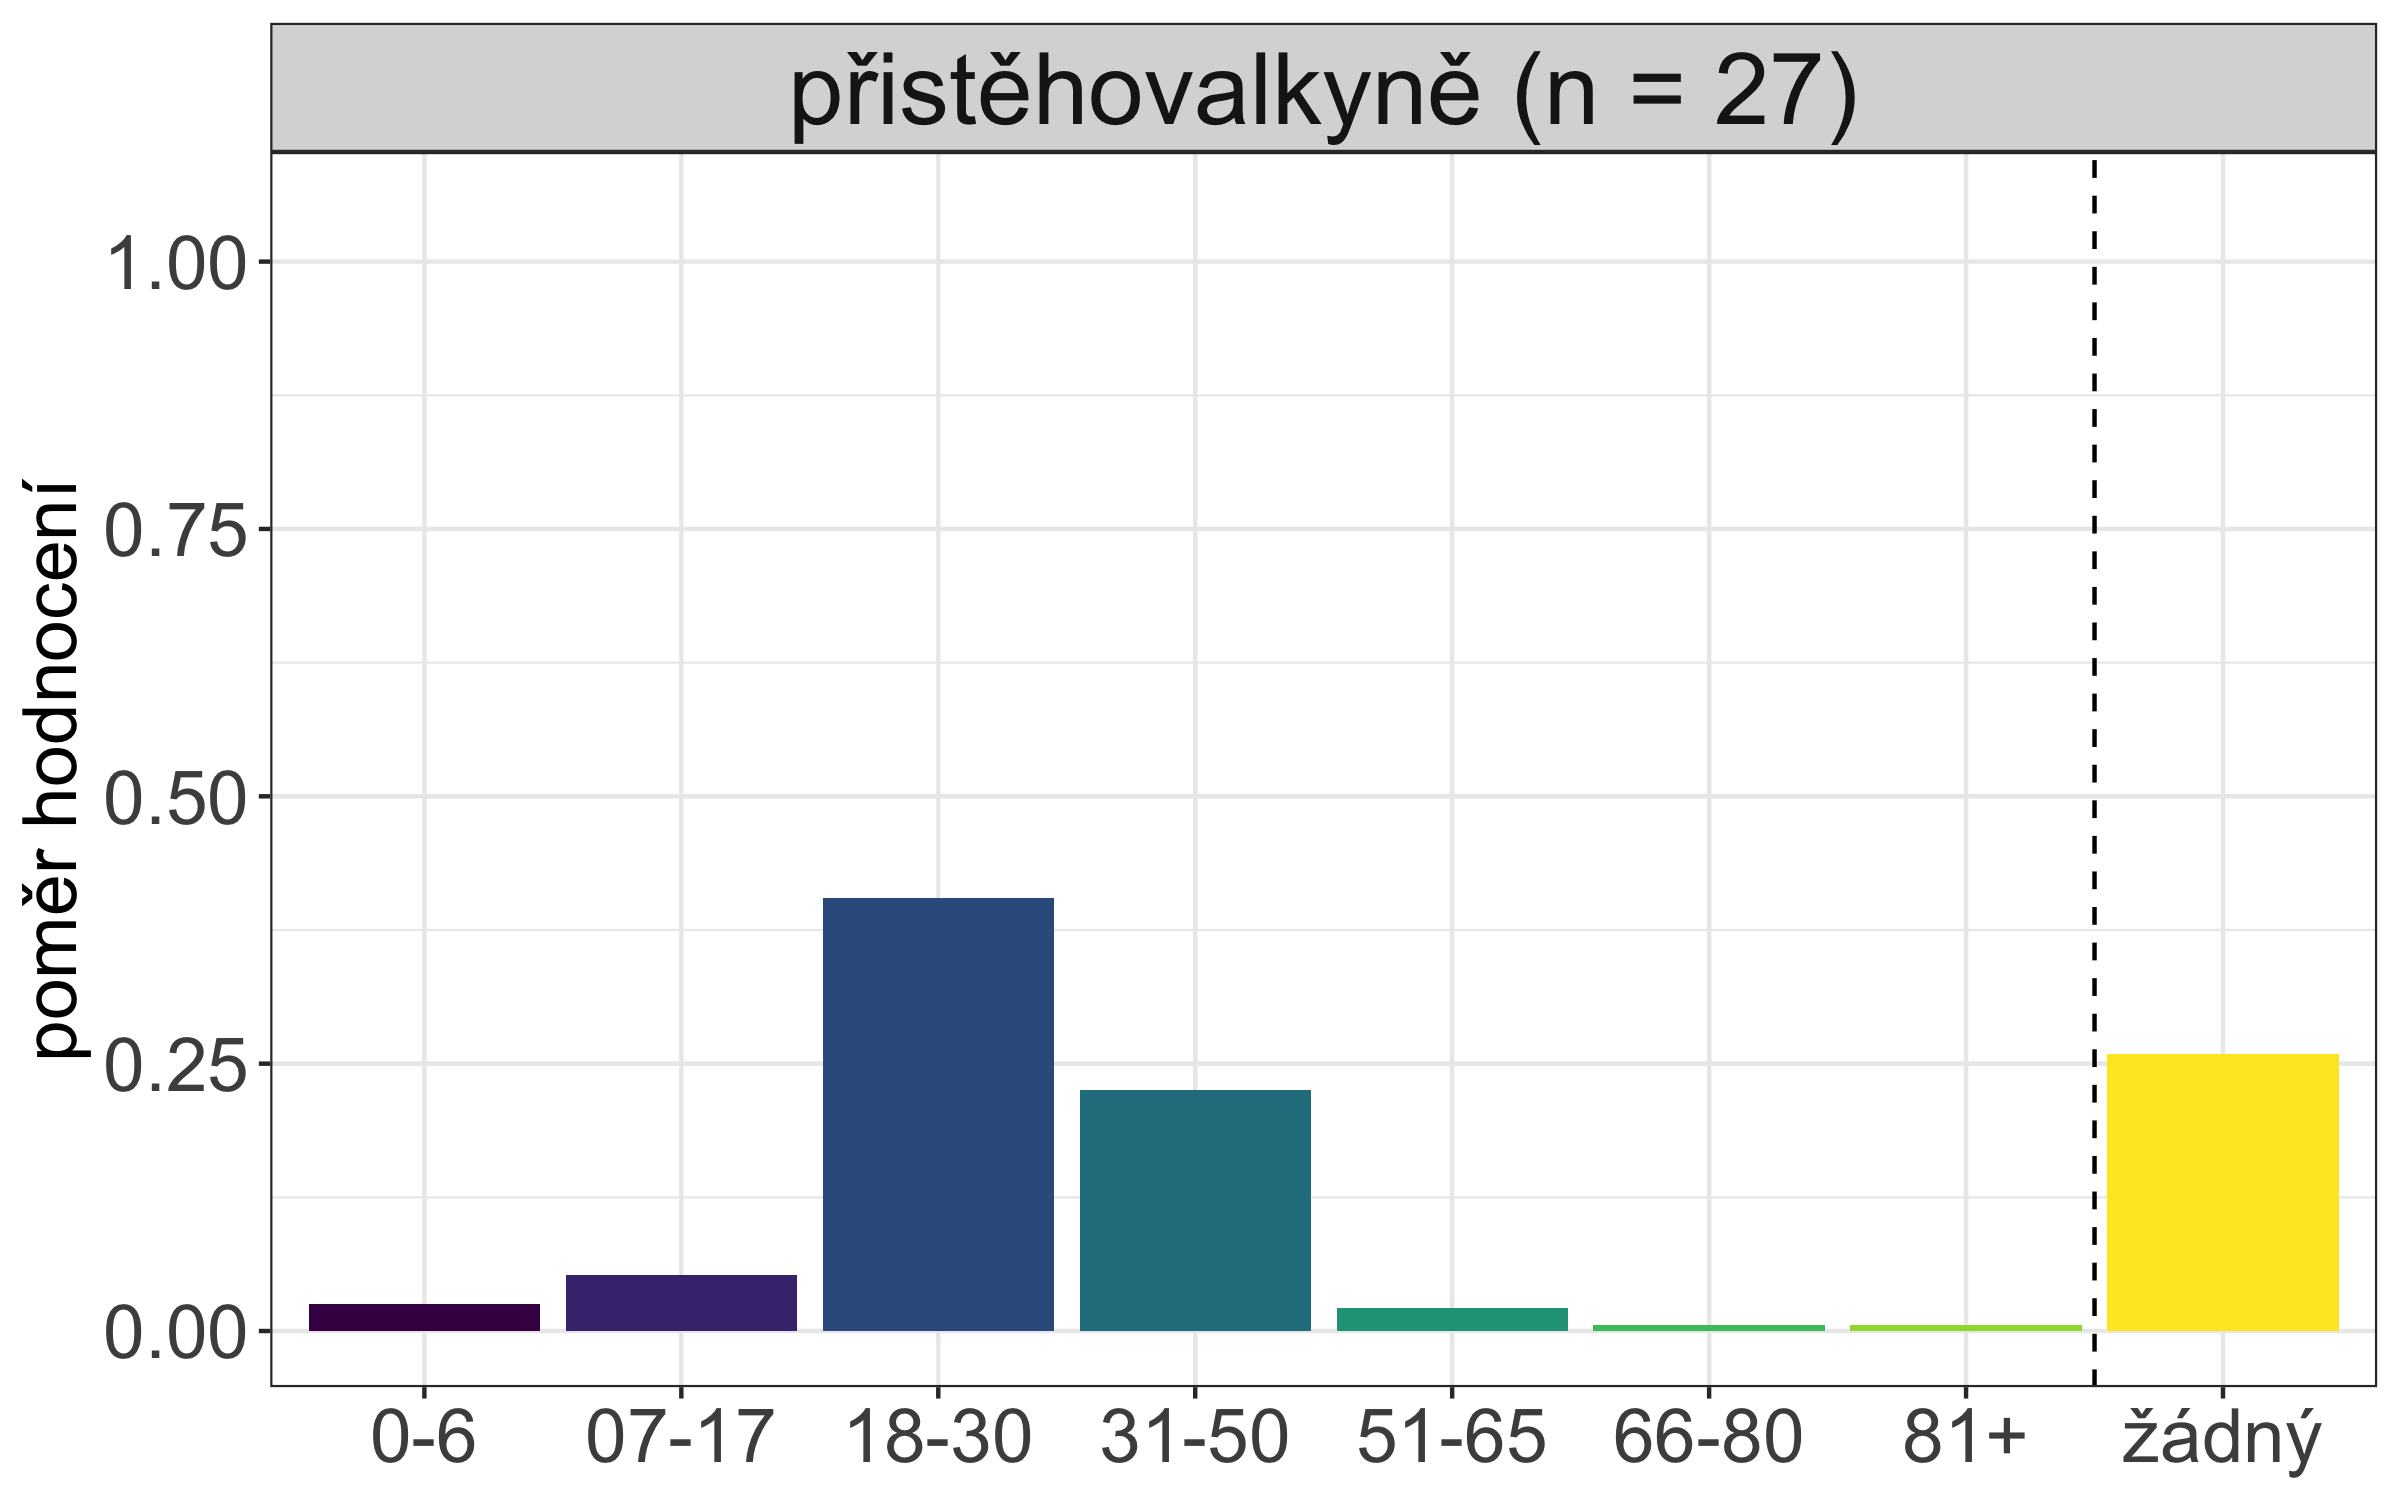 přistěhovalkyně (n = 27)
poměr hodnocení
1.00
0.75
0.50
0.25
0.00
0-6 07-17 18-30 31-50 51-65 66-80 81+ žádný